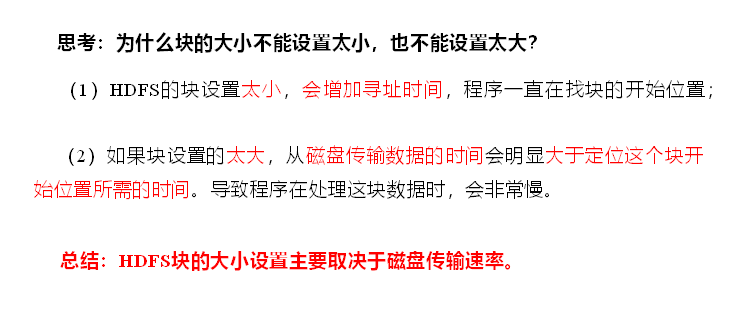 思考：为什么块的大小不能设置太小，也不能设置太大？
（1）HDFS的块设置太小，会增加寻址时间，程序一直在找块的开始位置；
（2）如果块设置的太大，从磁盘传输数据的时间会明显大于定位这个块开
始位置所需的时间。导致程序在处理这块数据时，会非常慢。
总结：HDFS块的大小设置主要取决于磁盘传输速率。